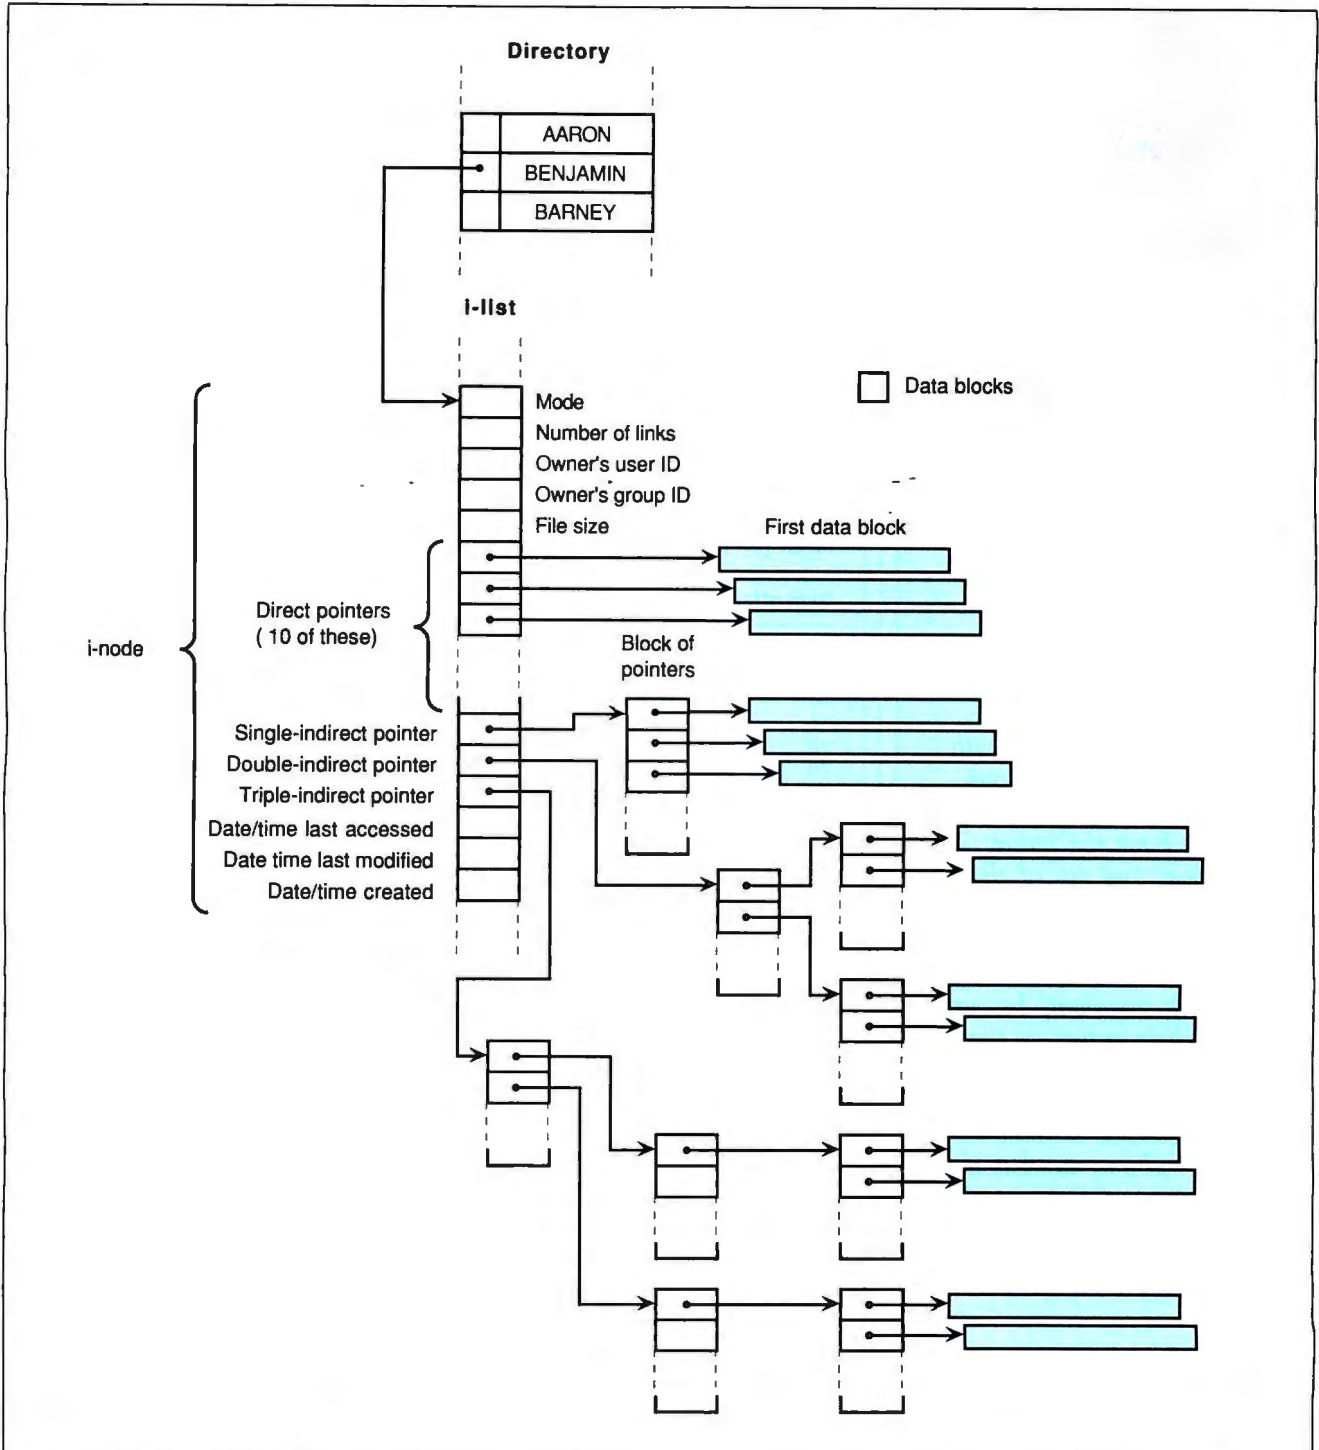 Directory
AARON
BENJAMIN
BARNEY
i-list
Data blocks
Mode
Number of links
Owner's user ID
Owner's group ID
File size
First data block
Direct pointers
( 10 of these)
i-node
Block of
pointers
Single-indirect pointer
Double-indirect pointer
Triple-indirect pointer
Date/time last accessed
Date time last modified
Date/time created